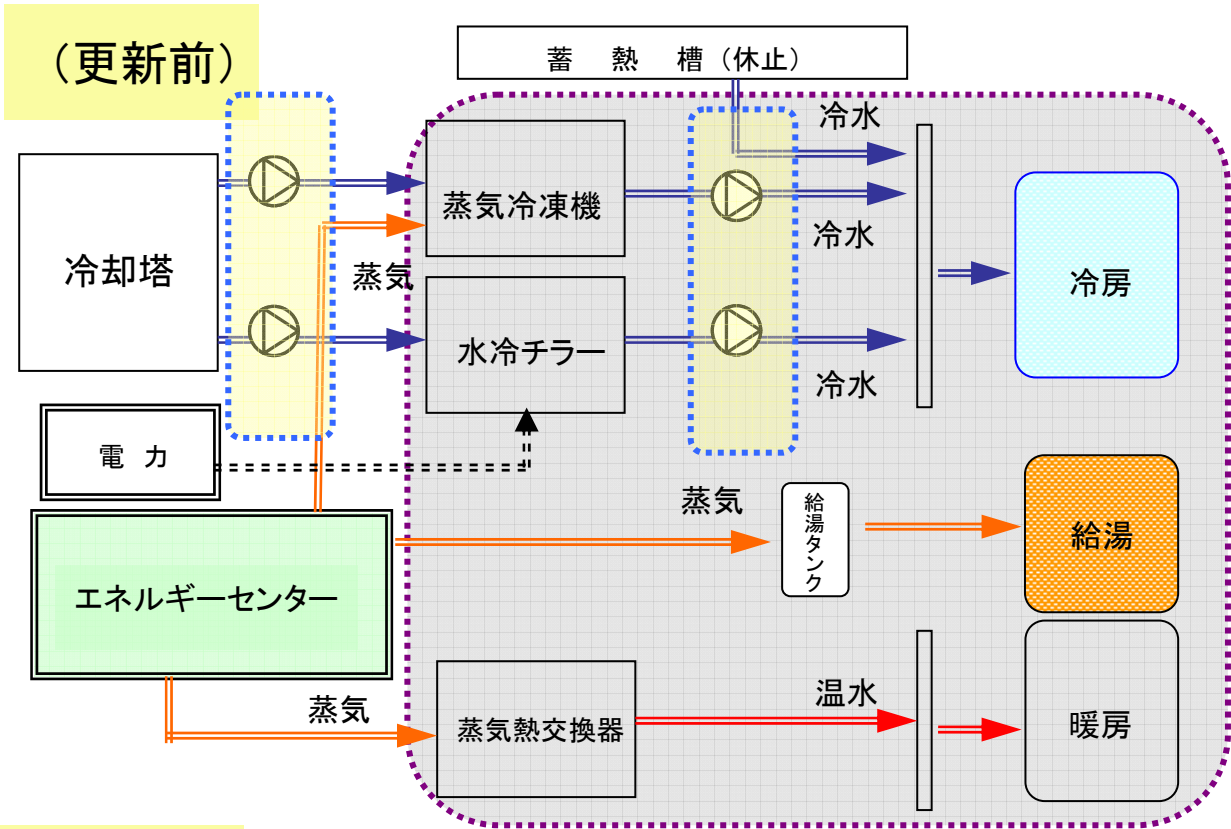 （更新前）
蓄　熱　槽（休止）
冷水
蒸気冷凍機
冷水
冷却塔
蒸気
冷房
水冷チラー
冷水
電 力
蒸気
給湯タンク
給湯
エネルギーセンター
蒸気
温水
蒸気熱交換器
暖房